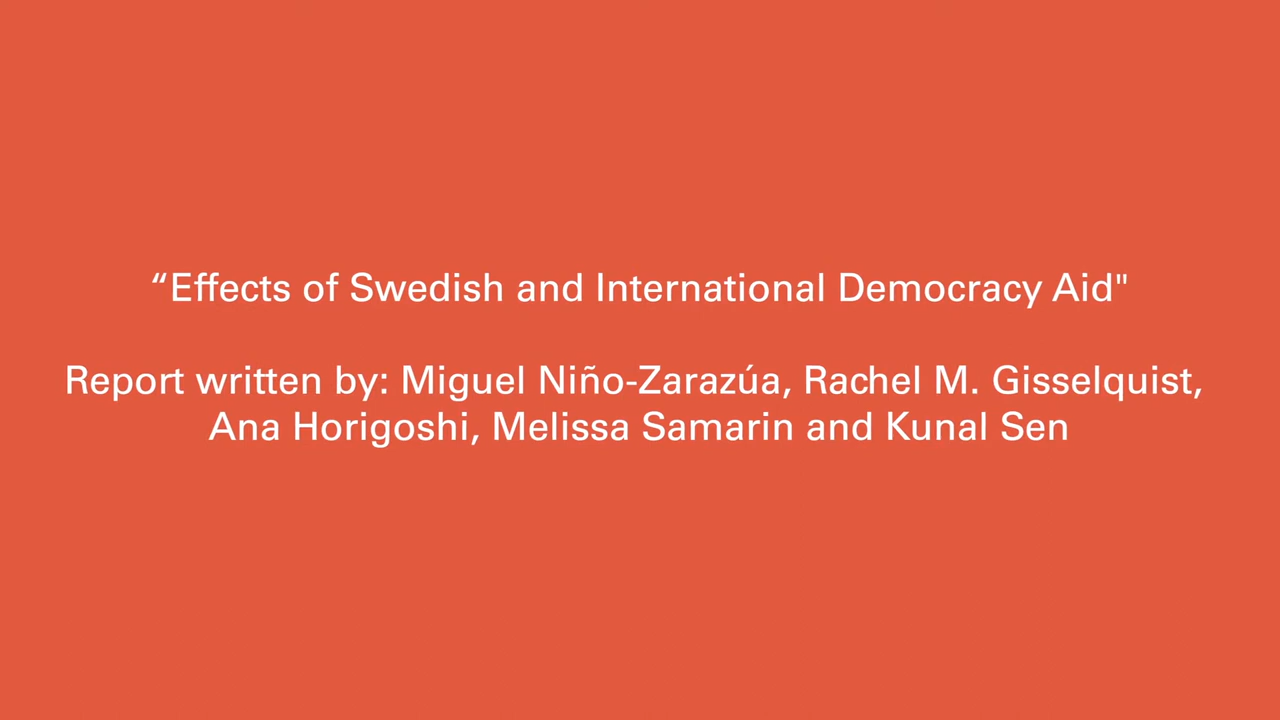 “Effects of Swedish and International Democracy Aid"
Report written by: Miguel Niño-Zarazúa, Rachel M. Gisselquist,
Ana Horigoshi, Melissa Samarin and Kunal Sen